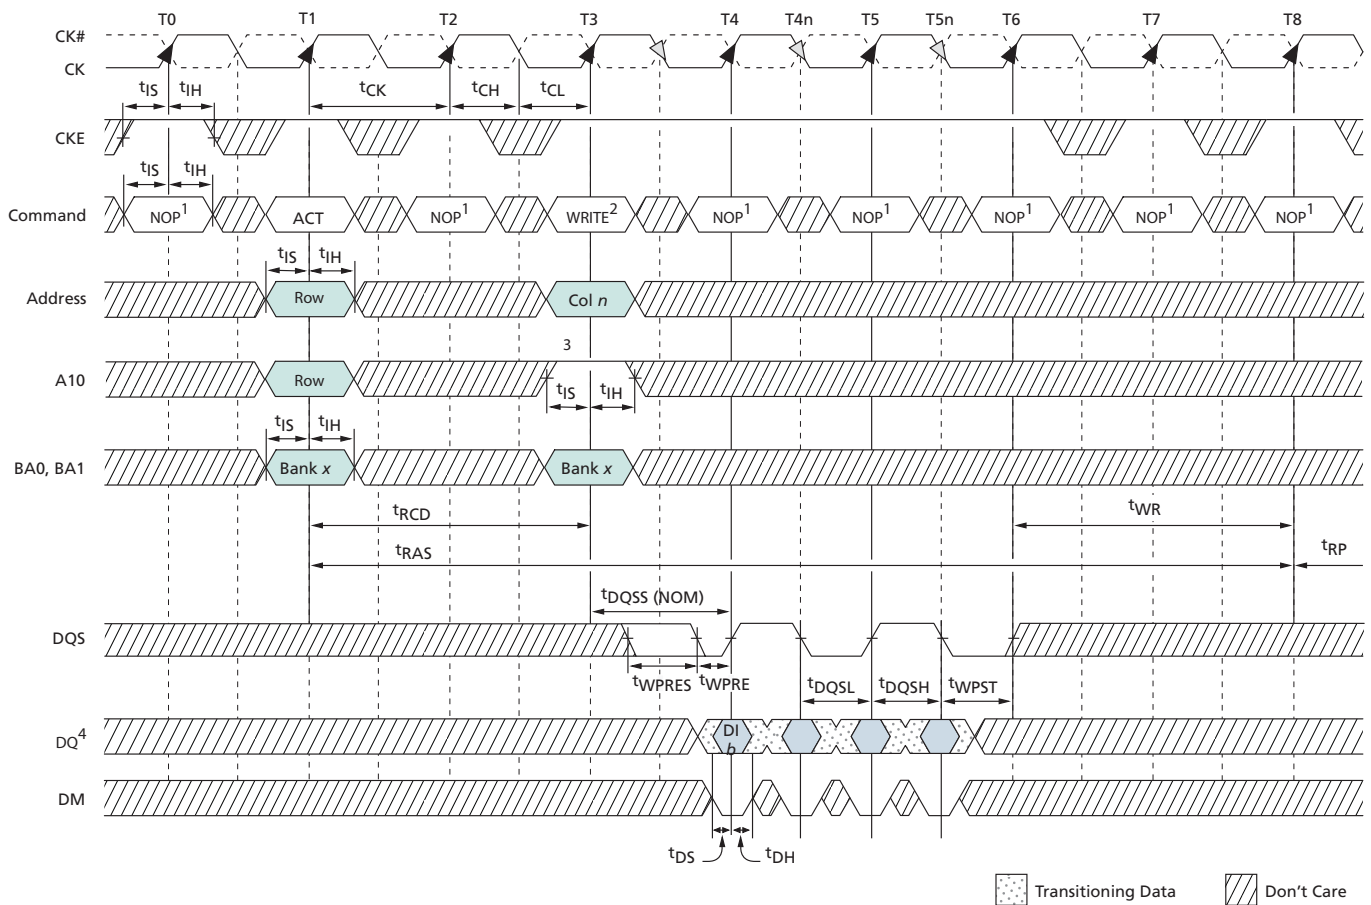 T0 T1 T2 T3 T4 T4n T5 T5n T6 T7 T8
CK#
CK
tIS tIH tCK tCH tCL
CKE
tIS tIH
Command NOP1 ACT NOP1 WRITE2 NOP1 NOP1 NOP1 NOP1 NOP1
tIS tIH
Address Row Col n
3
A10 Row
tIS tIH
tIS tIH
BA0, BA1 Bank x Bank x
tRCD tWR
tRAS tRP
tDQSS (NOM)
DQS
tWPRES tWPRE tDQSL tDQSH tWPST
DQ4 DI
b
DM
tDS tDH
Transitioning Data Don't Care